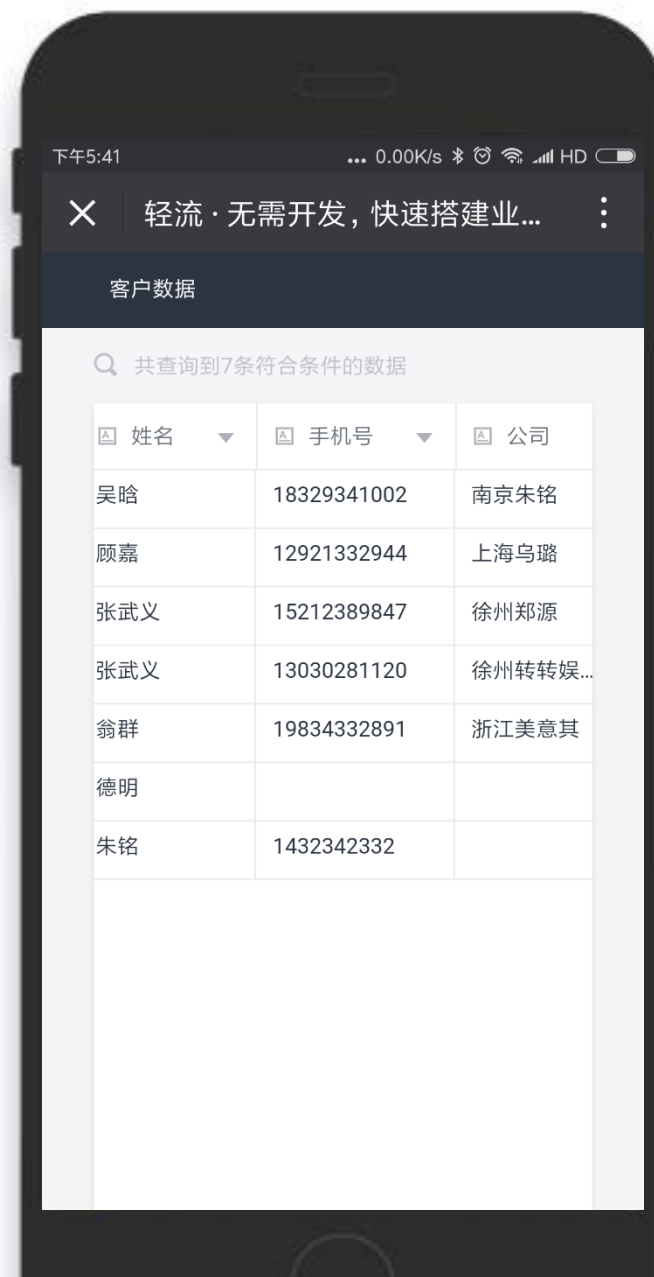 下午5:41 ... 0.00K/s HD
轻流 · 无需开发，快速搭建业...
客户数据
共查询到7条符合条件的数据
姓名 手机号 公司
吴晗 18329341002 南京朱铭
顾嘉 12921332944 上海乌璐
张武义 15212389847 徐州郑源
张武义 13030281120 徐州转转娱...
翁群 19834332891 浙江美意其
德明
朱铭 1432342332